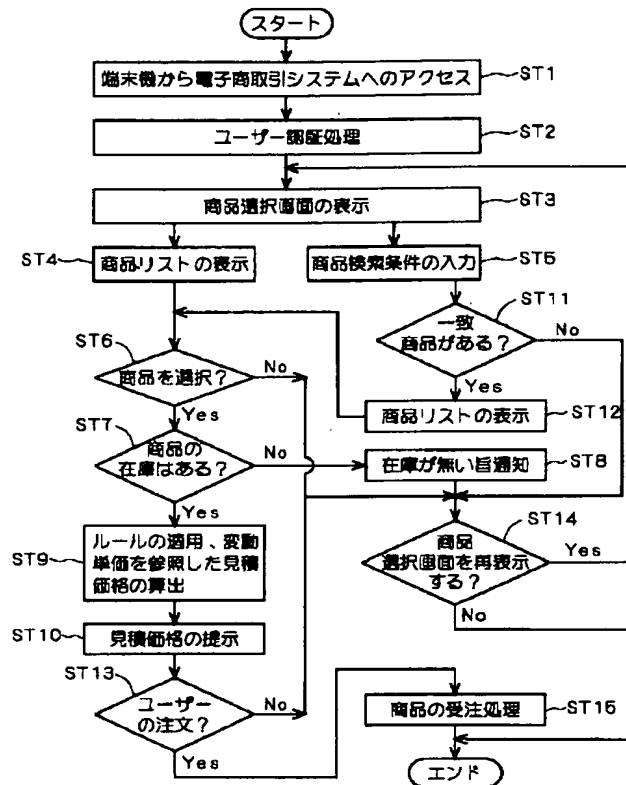 スタート
端末機から電子商取引システムへのアクセス
ST1
ユーザー認証処理
ST2
商品選択画面の表示
ST3
ST4
商品リストの表示
商品検索条件の入力
ST5
ST11
一致
商品がある?
No
Yes
ST6
商品を選択?
No
Yes
商品リストの表示
ST12
ST7
商品の
在庫はある?
No
Yes
在庫が無い旨通知
ST8
ST14
商品
選択画面を再表示
する?
Yes
No
ST9
ルールの適用、変動
単価を参照した見積
価格の算出
ST10
見積価格の提示
ST13
ユーザー
の注文?
No
Yes
商品の受注処理
ST15
エンド